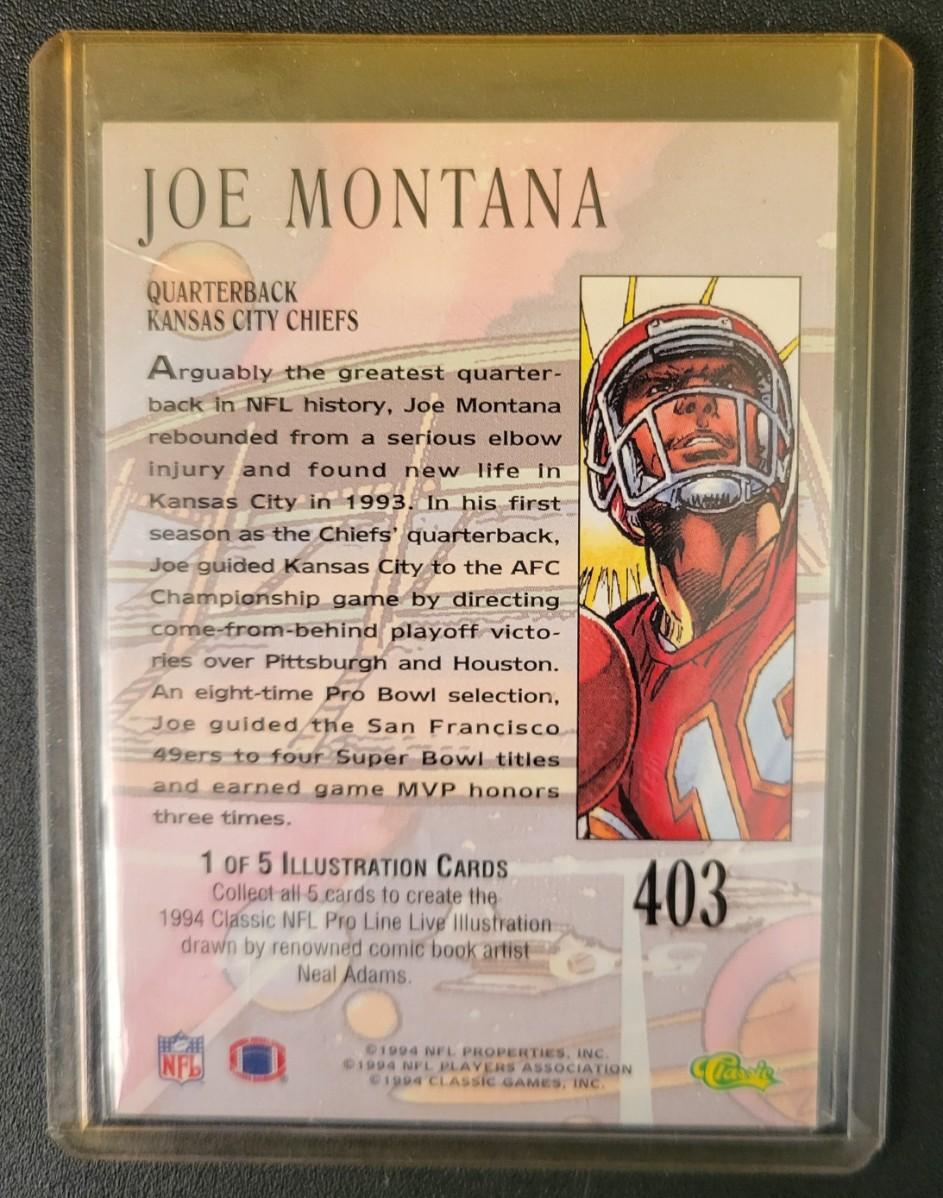 JOE MONTANA
QUARTERBACK
KANSAS CITY CHIEFS
Arguably the greatest quarter-
back in NFL history, Joe Montana
rebounded from a serious elbow
injury and found new life in
Kansas City in 1993. In his first
season as the Chiefs' quarterback,
Joe guided Kansas City to the AFC
Championship game by directing
come-from-behind playoff victo-
ries over Pittsburgh and Houston.
An eight-time Pro Bowl selection,
Joe guided the San Francisco
49ers to four Super Bowl titles
and earned game MVP honors
three times.
1 OF 5 ILLUSTRATION CARDS
Collect all 5 cards to create the
1994 Classic NFL Pro Line Live Illustration
drawn by renowned comic book artist
Neal Adams.
403
NFL
©1994 NFL PROPERTIES, INC.
©1994 NFL PLAYERS ASSOCIATION
©1994 CLASSIC GAMES, INC.
Classic